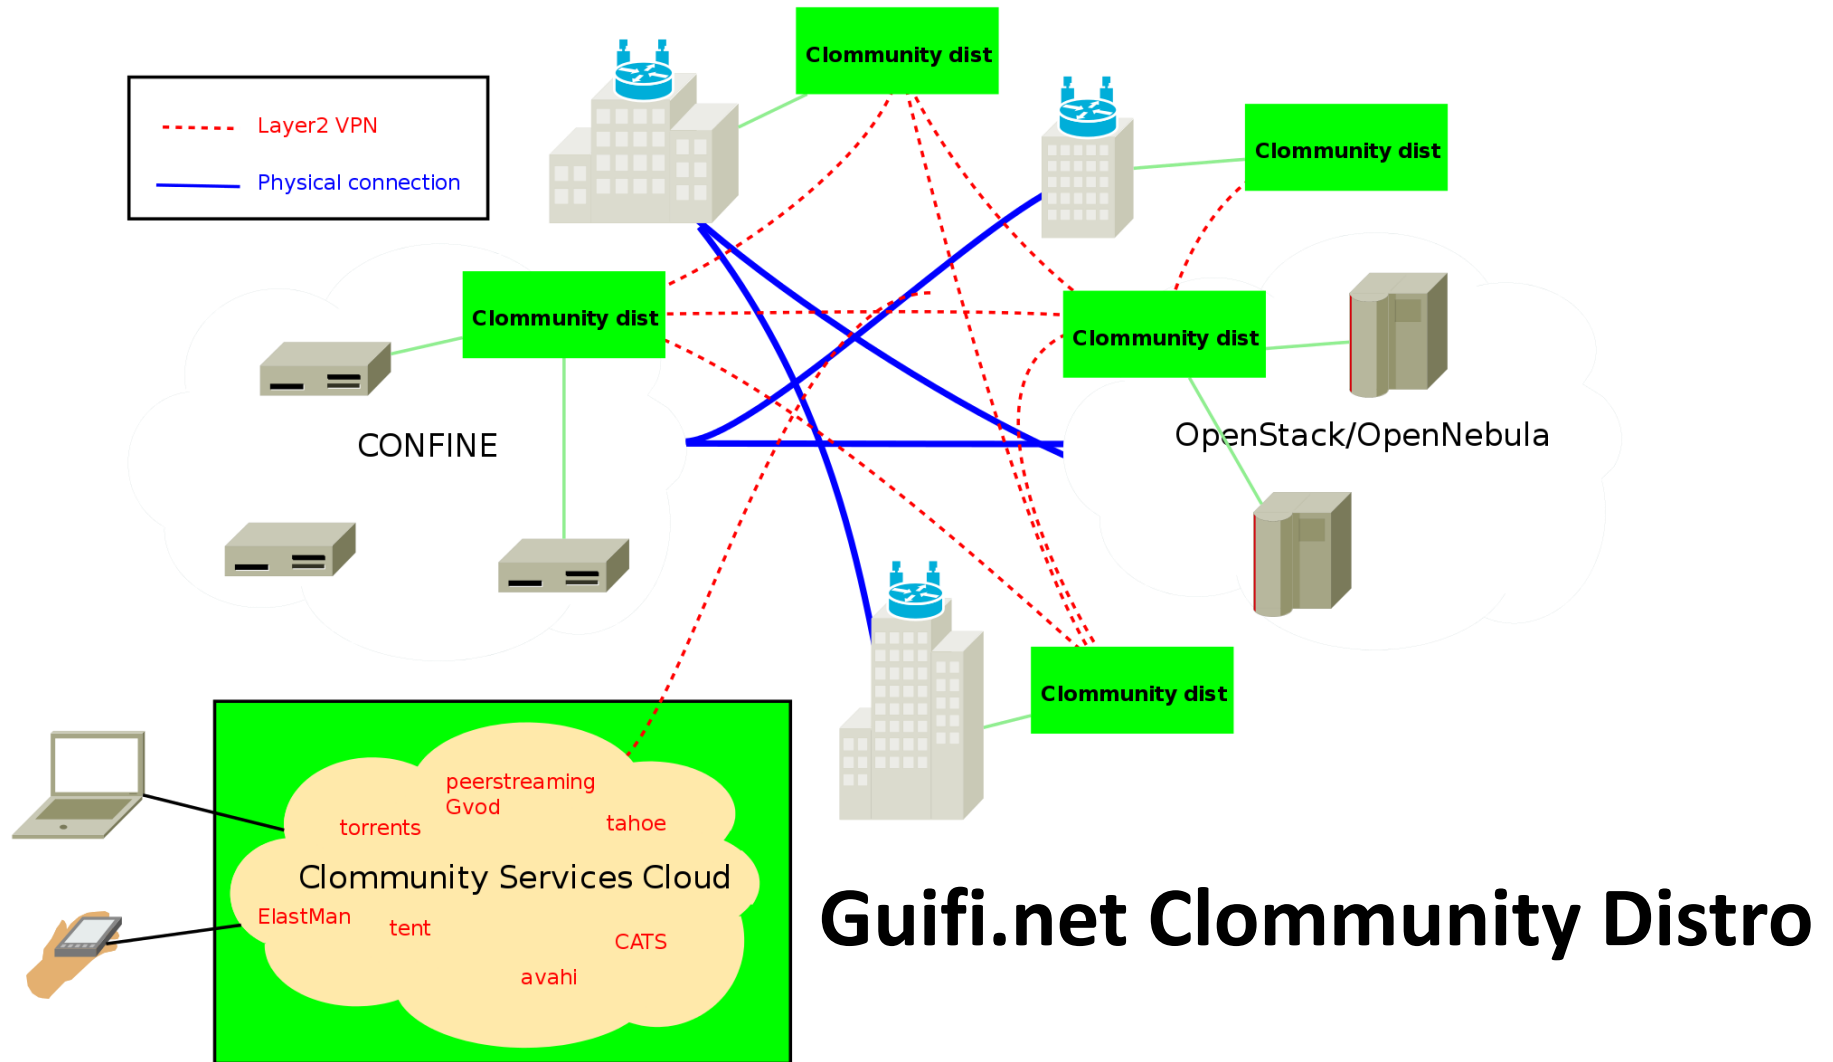 Clommunity dist
Layer2 VPN
Physical connection
Clommunity dist
Clommunity dist
Clommunity dist
CONFINE
OpenStack/OpenNebula
Clommunity dist
peerstreaming
Gvod
torrents
tahoe
Clommunity Services Cloud
ElastMan
tent
CATS
avahi
Guifi.net Clommunity Distro